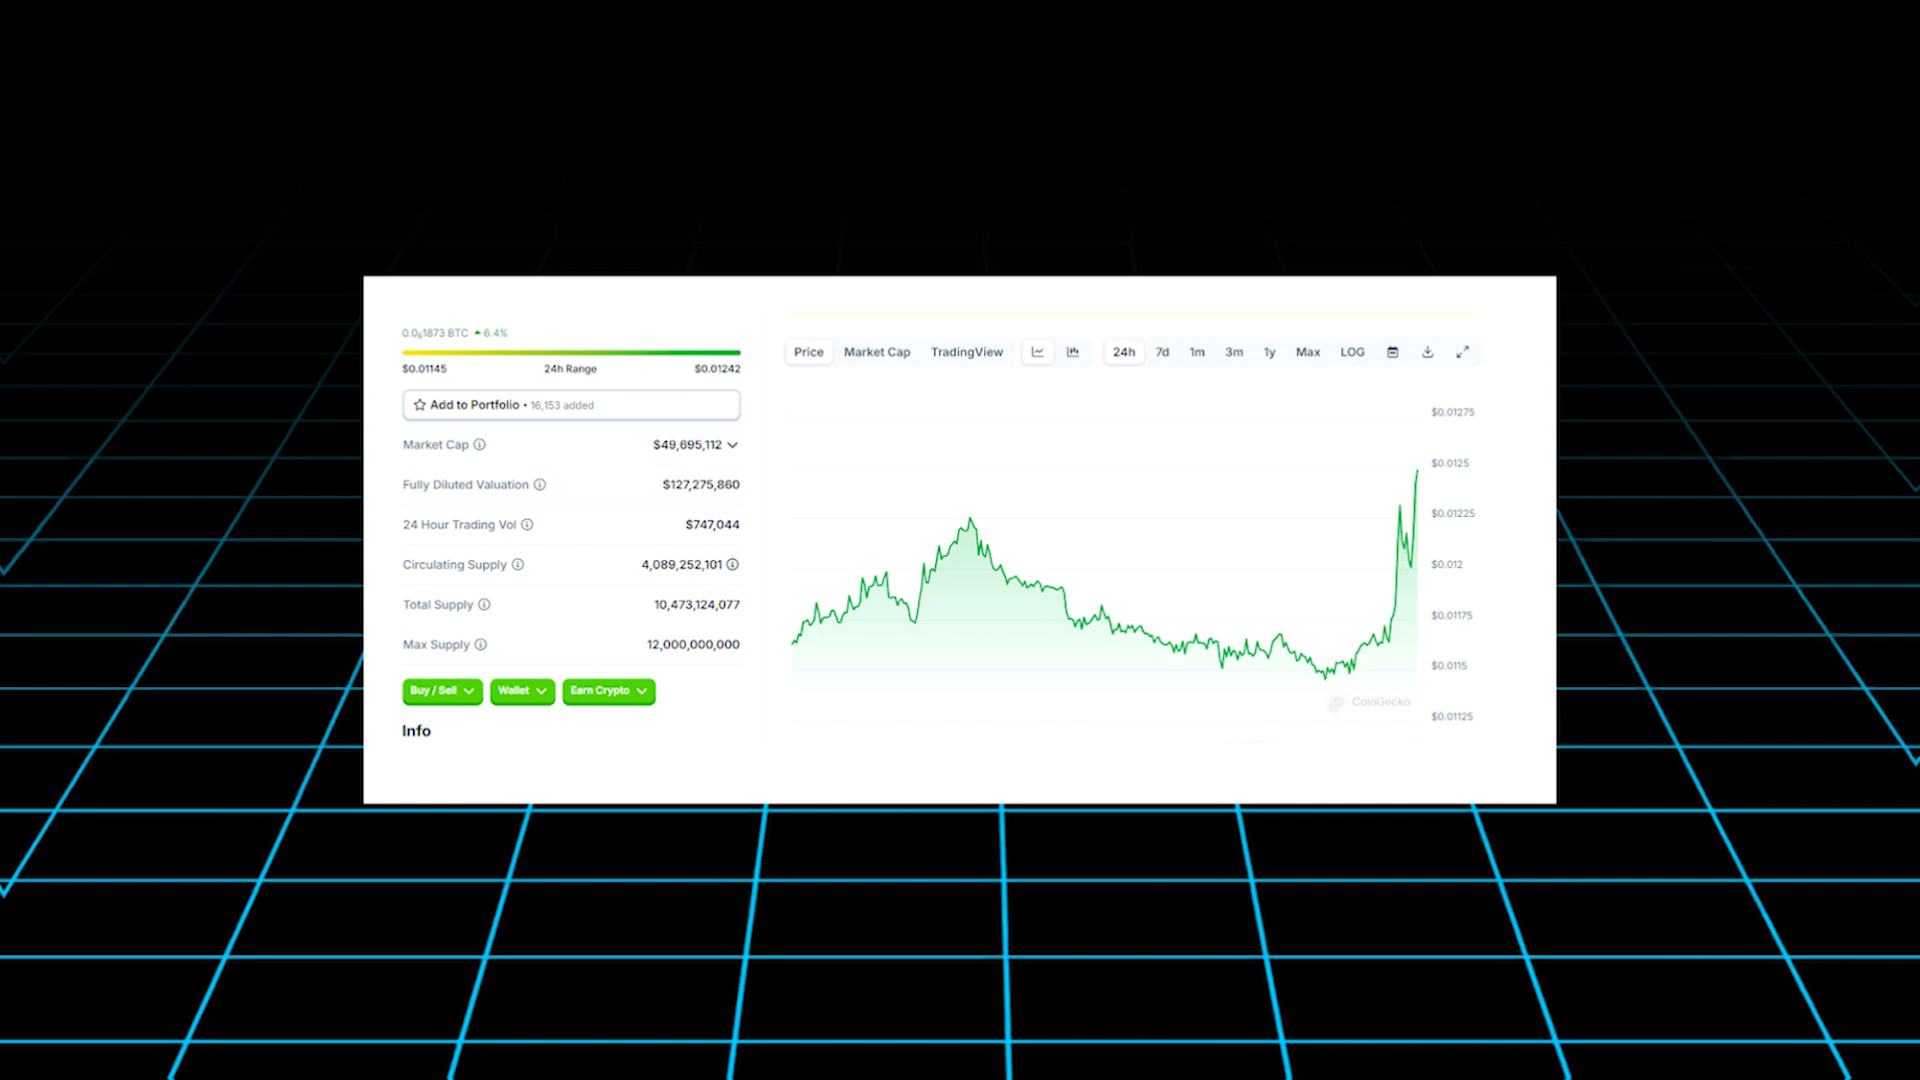 0.0₆1873 BTC 6.4%
$0.01145 24h Range $0.01242
Add to Portfolio • 16,153 added
Market Cap $49,695,112
Fully Diluted Valuation $127,275,860
24 Hour Trading Vol $747,044
Circulating Supply 4,089,252,101
Total Supply 10,473,124,077
Max Supply 12,000,000,000
Buy / Sell Wallet Earn Crypto
Info
Price Market Cap TradingView 24h 7d 1m 3m 1y Max LOG
$0.01275
$0.0125
$0.01225
$0.012
$0.01175
$0.0115
$0.01125
CoinGecko